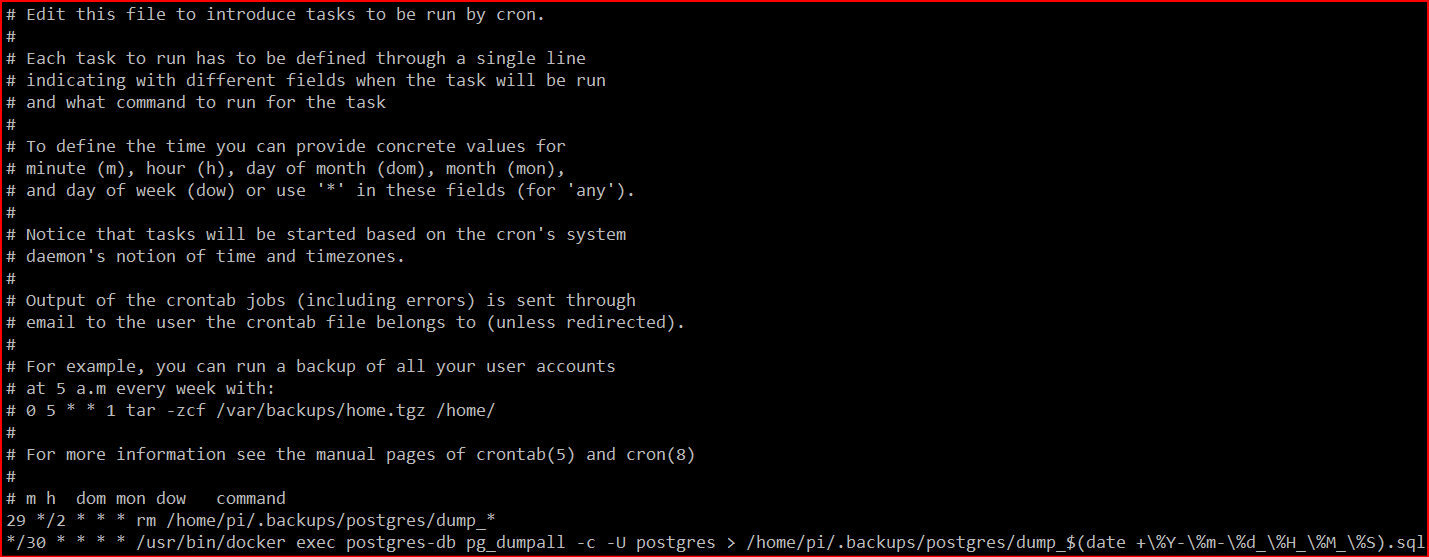 # Edit this file to introduce tasks to be run by cron.
#
# Each task to run has to be defined through a single line
# indicating with different fields when the task will be run
# and what command to run for the task
#
# To define the time you can provide concrete values for
# minute (m), hour (h), day of month (dom), month (mon),
# and day of week (dow) or use '*' in these fields (for 'any').
#
# Notice that tasks will be started based on the cron's system
# daemon's notion of time and timezones.
#
# Output of the crontab jobs (including errors) is sent through
# email to the user the crontab file belongs to (unless redirected).
#
# For example, you can run a backup of all your user accounts
# at 5 a.m every week with:
# 0 5 * * 1 tar -zcf /var/backups/home.tgz /home/
#
# For more information see the manual pages of crontab(5) and cron(8)
#
# m h  dom mon dow   command
29 */2 * * * rm /home/pi/.backups/postgres/dump_*
*/30 * * * * /usr/bin/docker exec postgres-db pg_dumpall -c -U postgres > /home/pi/.backups/postgres/dump_$(date +\%Y-\%m-\%d_\%H_\%M_\%S).sql